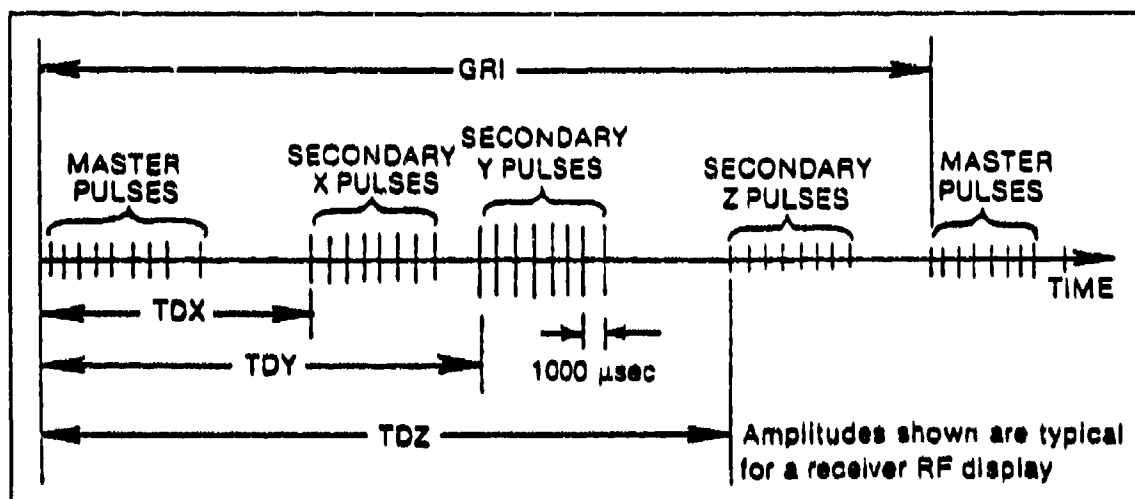 GRI
MASTER
PULSES
SECONDARY
X PULSES
SECONDARY
Y PULSES
SECONDARY
Z PULSES
MASTER
PULSES
TIME
TDX
TDY
1000 μsec
TDZ
Amplitudes shown are typical
for a receiver RF display